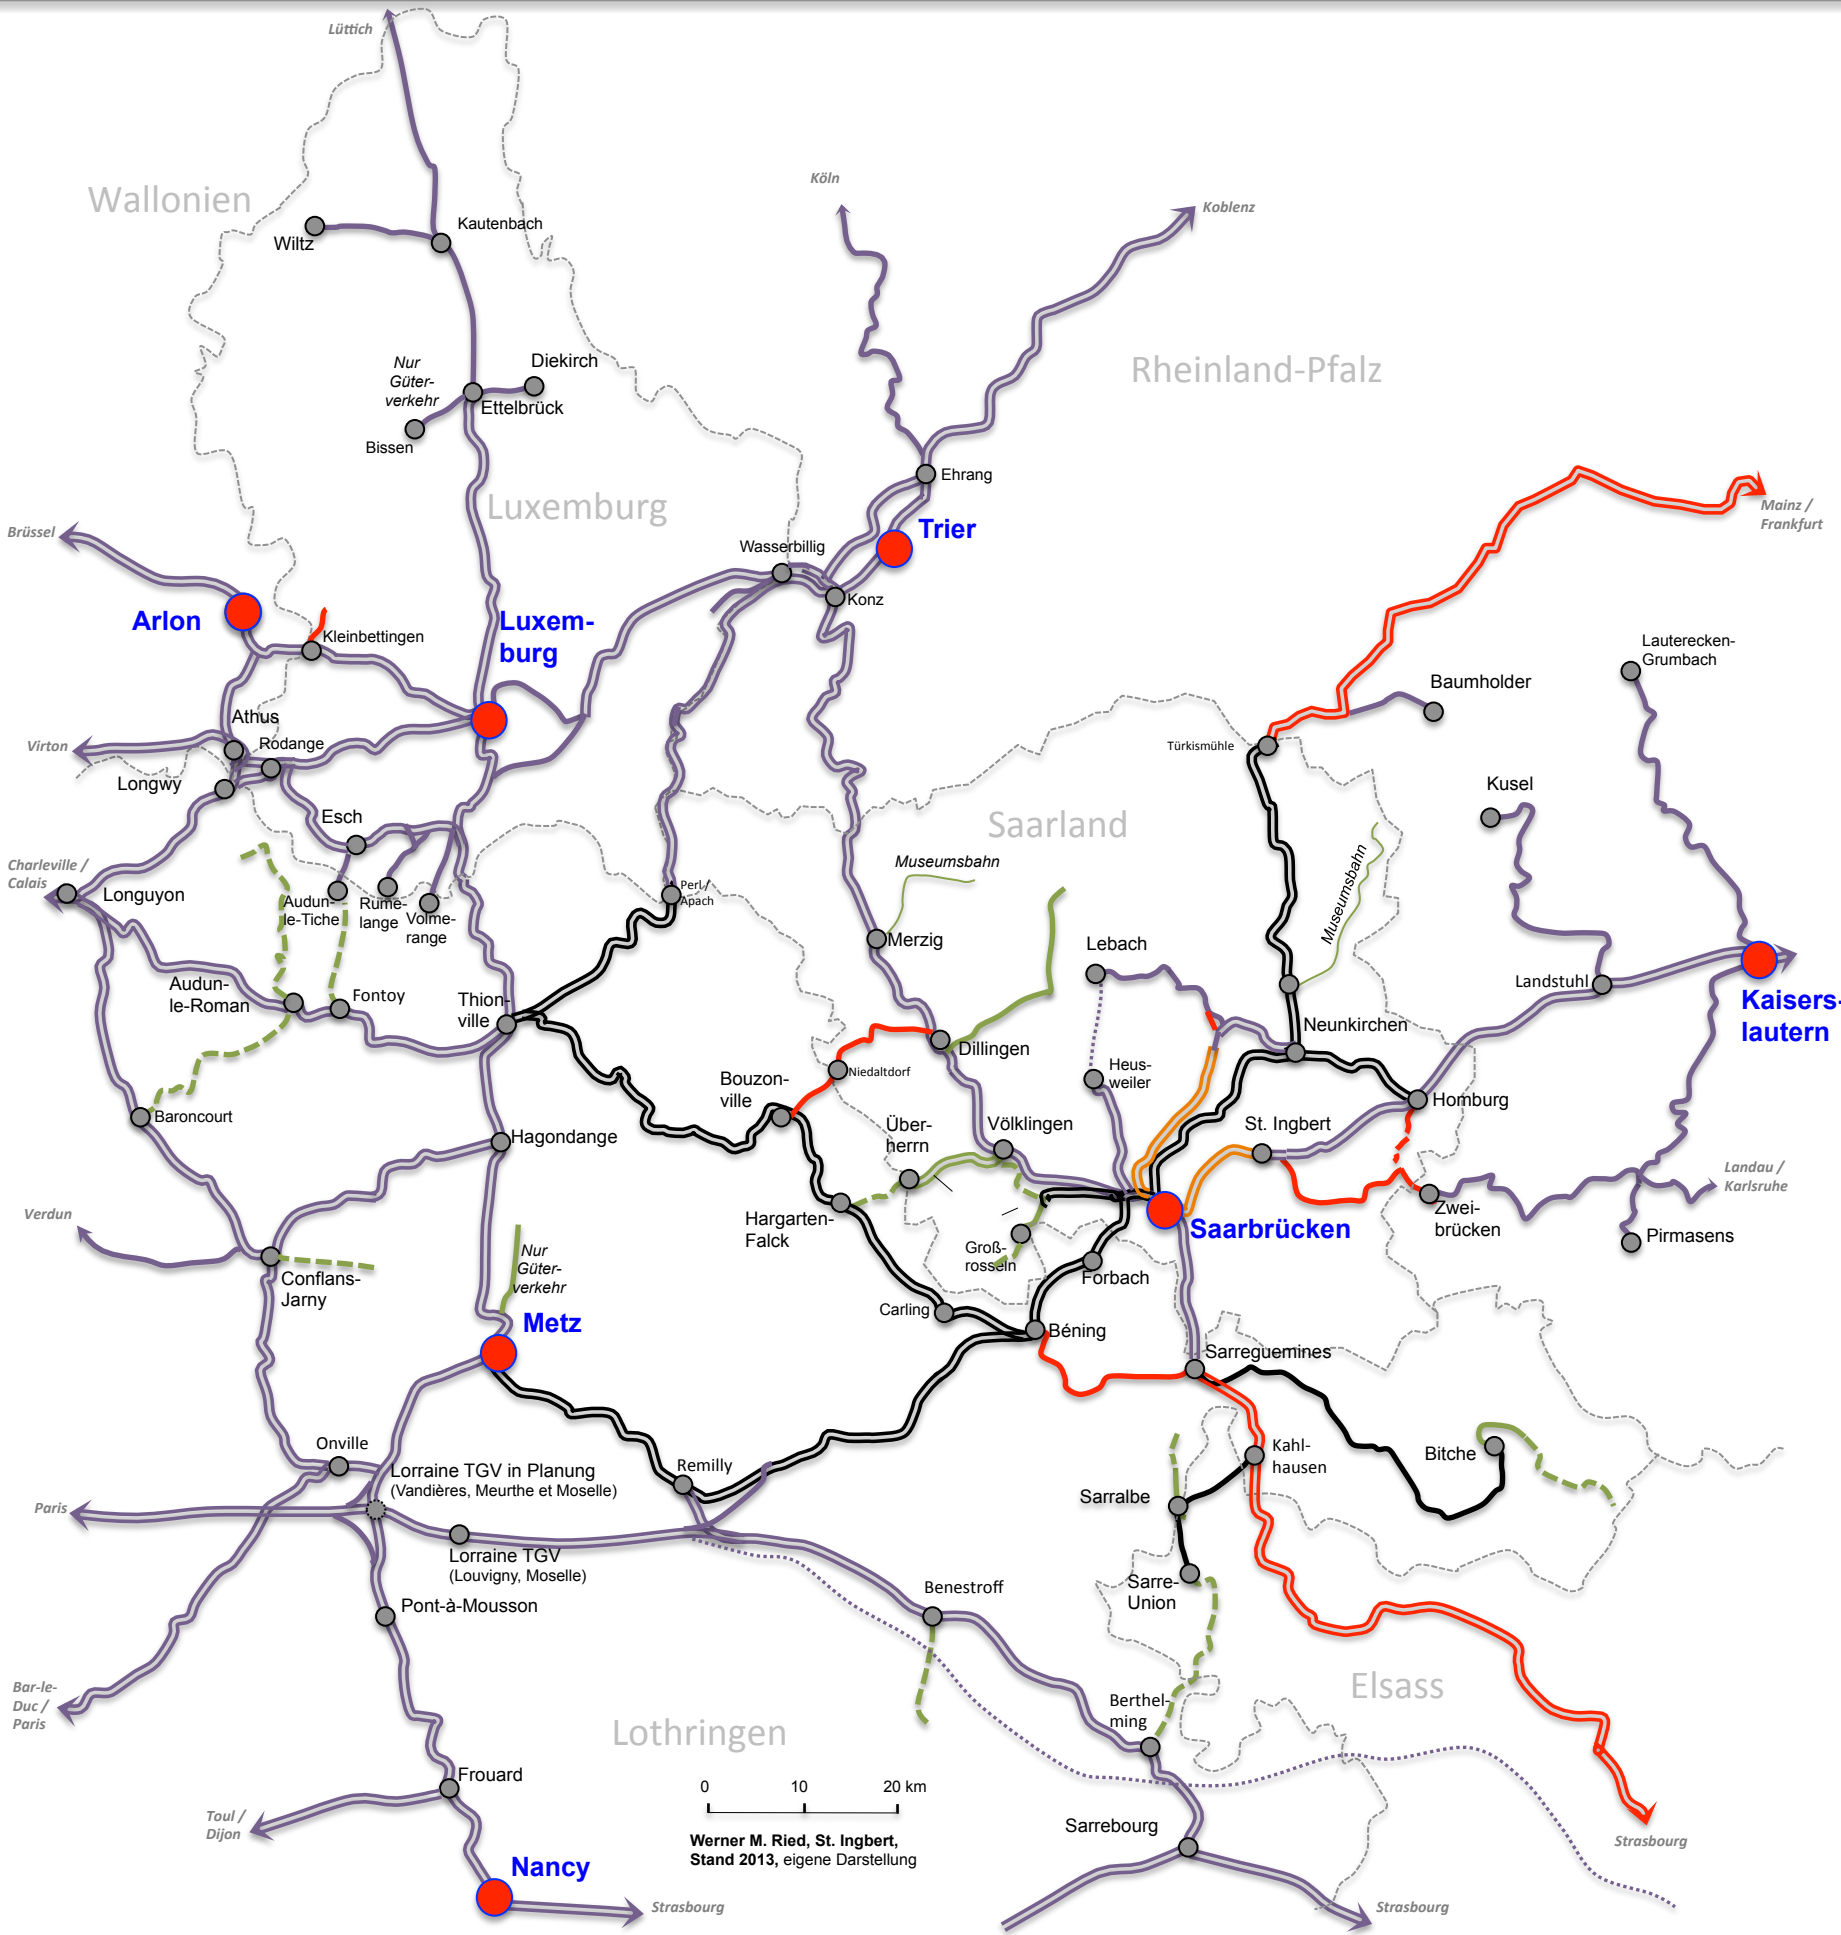 Lüttich
Wallonien
Köln
Koblenz
Wiltz
Kautenbach
Rheinland-Pfalz
Nur
Güter-
verkehr
Diekirch
Ettelbrück
Bissen
Ehrang
Luxemburg
Trier
Mainz /
Frankfurt
Brüssel
Wasserbillig
Konz
Arlon
Kleinbettingen
Luxem-
burg
Lauterecken-
Grumbach
Baumholder
Athus
Rodange
Virton
Türkismühle
Longwy
Kusel
Esch
Saarland
Museumsbahn
Museumsbahn
Charleville /
Calais
Longuyon
Audun-
le-Tiche
Rume-
lange
Volme-
range
Perl /
Apach
Merzig
Lebach
Landstuhl
Kaisers-
lautern
Audun-
le-Roman
Fontoy
Thion-
ville
Neunkirchen
Dillingen
Heus-
weiler
Niedaltdorf
Bouzon-
ville
Homburg
Baroncourt
Über-
herrn
Völklingen
St. Ingbert
Hagondange
Landau /
Karlsruhe
Zwei-
brücken
Pirmasens
Verdun
Hargarten-
Falck
Saarbrücken
Groß-
rosseln
Forbach
Conflans-
Jarny
Nur
Güter-
verkehr
Carling
Metz
Béning
Sarreguemines
Onville
Lorraine TGV in Planung
(Vandières, Meurthe et Moselle)
Remilly
Kahl-
hausen
Bitche
Sarralbe
Paris
Lorraine TGV
(Louvigny, Moselle)
Sarre-
Union
Benestroff
Pont-à-Mousson
Bar-le-
Duc /
Paris
Elsass
Berthel-
ming
Lothringen
Frouard
0 10 20 km
Toul /
Dijon
Werner M. Ried, St. Ingbert,
Stand 2013, eigene Darstellung
Sarrebourg
Strasbourg
Nancy
Strasbourg
Strasbourg